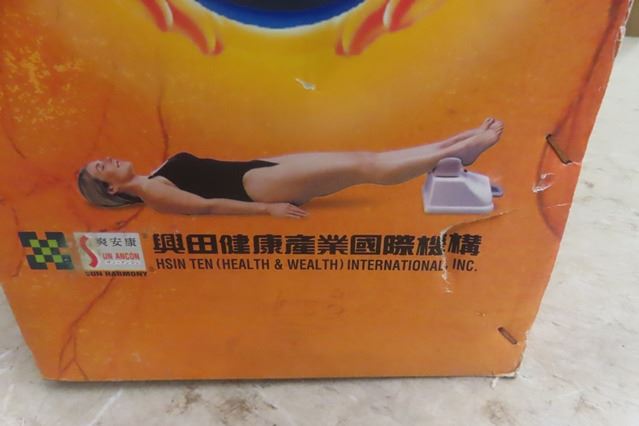 炎安康
SUN ANCON
SUN HARMONY
興田健康產業國際機構
HSIN TEN (HEALTH & WEALTH) INTERNATIONAL, INC.